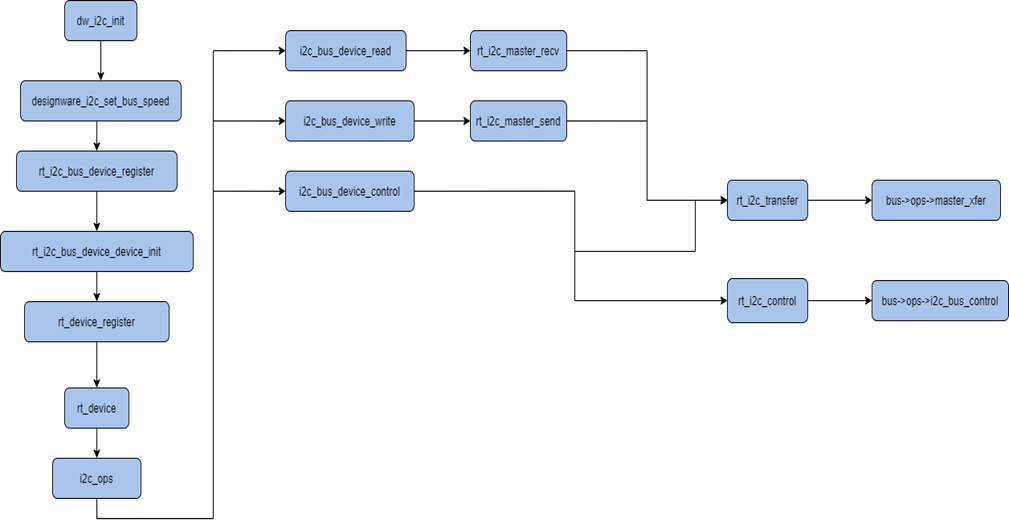 dw_i2c_init
designware_i2c_set_bus_speed
rt_i2c_bus_device_register
rt_i2c_bus_device_device_init
rt_device_register
rt_device
i2c_ops
i2c_bus_device_read
rt_i2c_master_recv
i2c_bus_device_write
rt_i2c_master_send
i2c_bus_device_control
rt_i2c_transfer
bus->ops->master_xfer
rt_i2c_control
bus->ops->i2c_bus_control